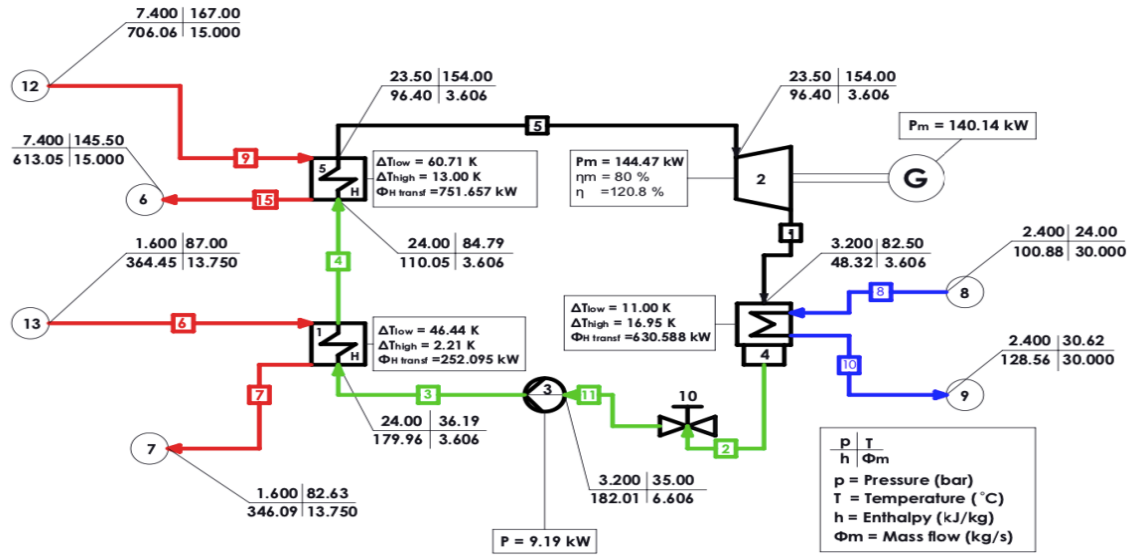 7.400 167.00
706.06 15.000
12
23.50 154.00
96.40 3.606
23.50 154.00
96.40 3.606
Pm = 140.14 kW
5
7.400 145.50
613.05 15.000
9
5
H
ΔTlow = 60.71 K
ΔThigh = 13.00 K
ΦH transf =751.657 kW
Pm = 144.47 kW
ηm = 80 %
η =120.8 %
2
G
6
15
1
1.600 87.00
364.45 13.750
4
24.00 84.79
110.05 3.606
3.200 82.50
48.32 3.606
2.400 24.00
100.88 30.000
8
8
13
6
1
H
ΔTlow = 46.44 K
ΔThigh = 2.21 K
ΦH transf =252.095 kW
ΔTlow = 11.00 K
ΔThigh = 16.95 K
ΦH transf =630.588 kW
4
2.400 30.62
128.56 30.000
10
7
3
3
11
10
9
24.00 36.19
179.96 3.606
2
7
1.600 82.63
346.09 13.750
3.200 35.00
182.01 6.606
P = 9.19 kW
p T
h Φm
p = Pressure (bar)
T = Temperature (°C)
h = Enthalpy (kJ/kg)
Φm = Mass flow (kg/s)